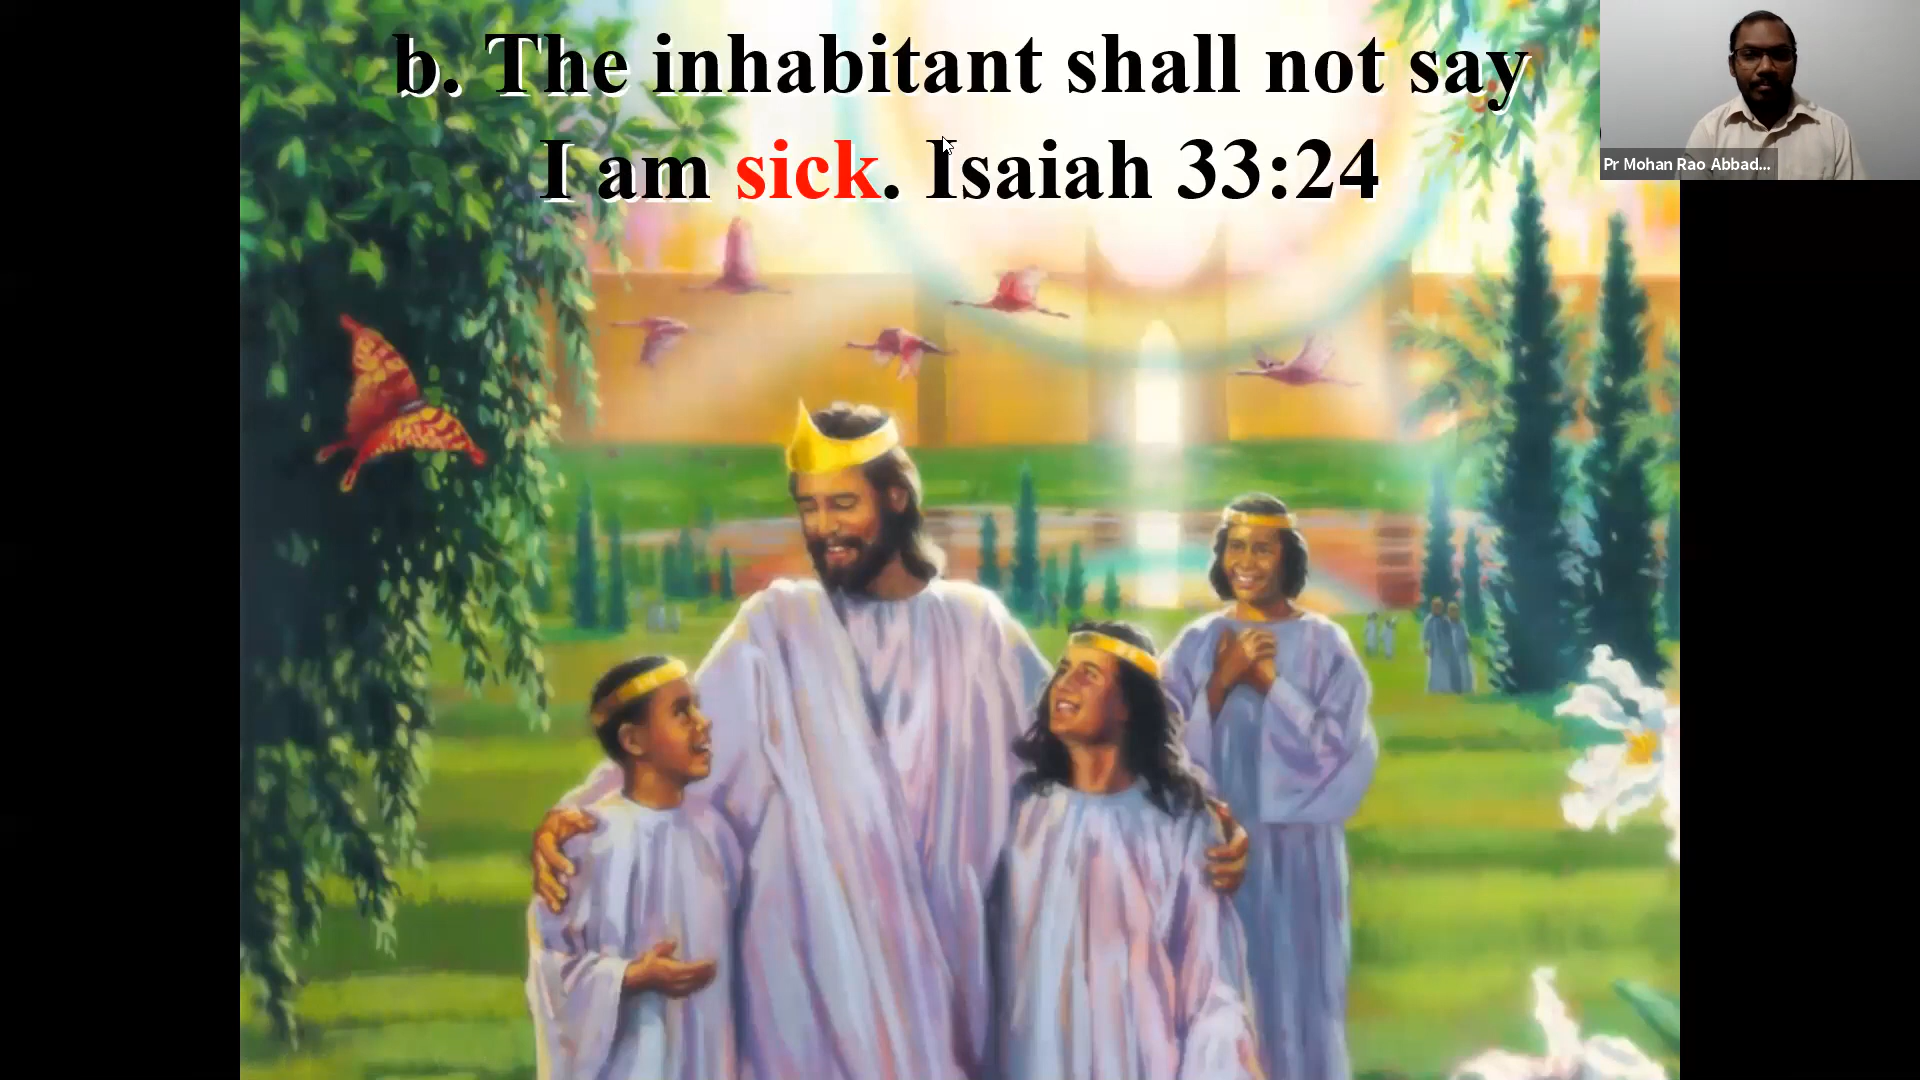 b. The inhabitant shall not say
I am sick. Isaiah 33:24
Pr Mohan Rao Abbad...